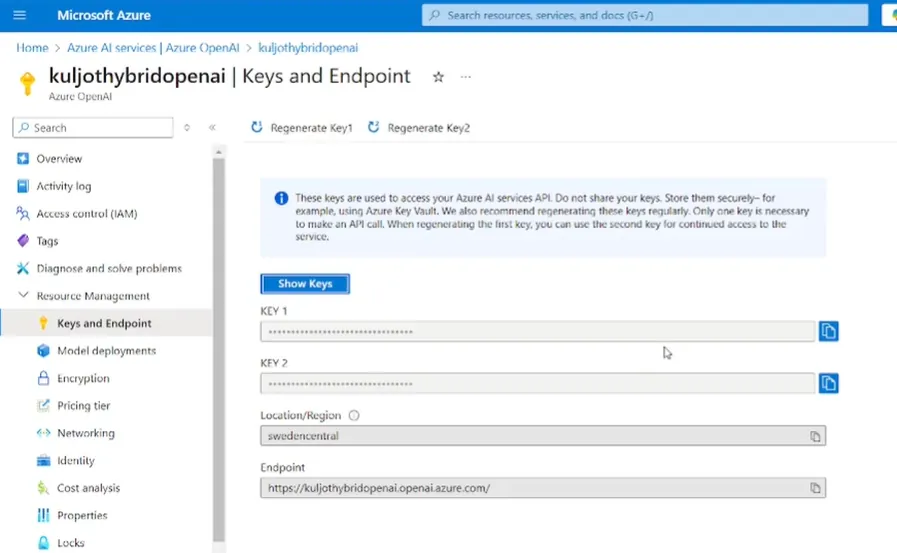 Microsoft Azure
Search resources, services, and docs (G+/)
Home > Azure AI services | Azure OpenAI > kuljothybridopenai
kuljothybridopenai | Keys and Endpoint
Azure OpenAI
Search
Regenerate Key1
Regenerate Key2
Overview
Activity log
Access control (IAM)
Tags
Diagnose and solve problems
Resource Management
Keys and Endpoint
Model deployments
Encryption
Pricing tier
Networking
Identity
Cost analysis
Properties
Locks
These keys are used to access your Azure AI services API. Do not share your keys. Store them securely– for
example, using Azure Key Vault. We also recommend regenerating these keys regularly. Only one key is necessary
to make an API call. When regenerating the first key, you can use the second key for continued access to the
service.
Show Keys
KEY 1
KEY 2
Location/Region
swedencentral
Endpoint
https://kuljothybridopenai.openai.azure.com/